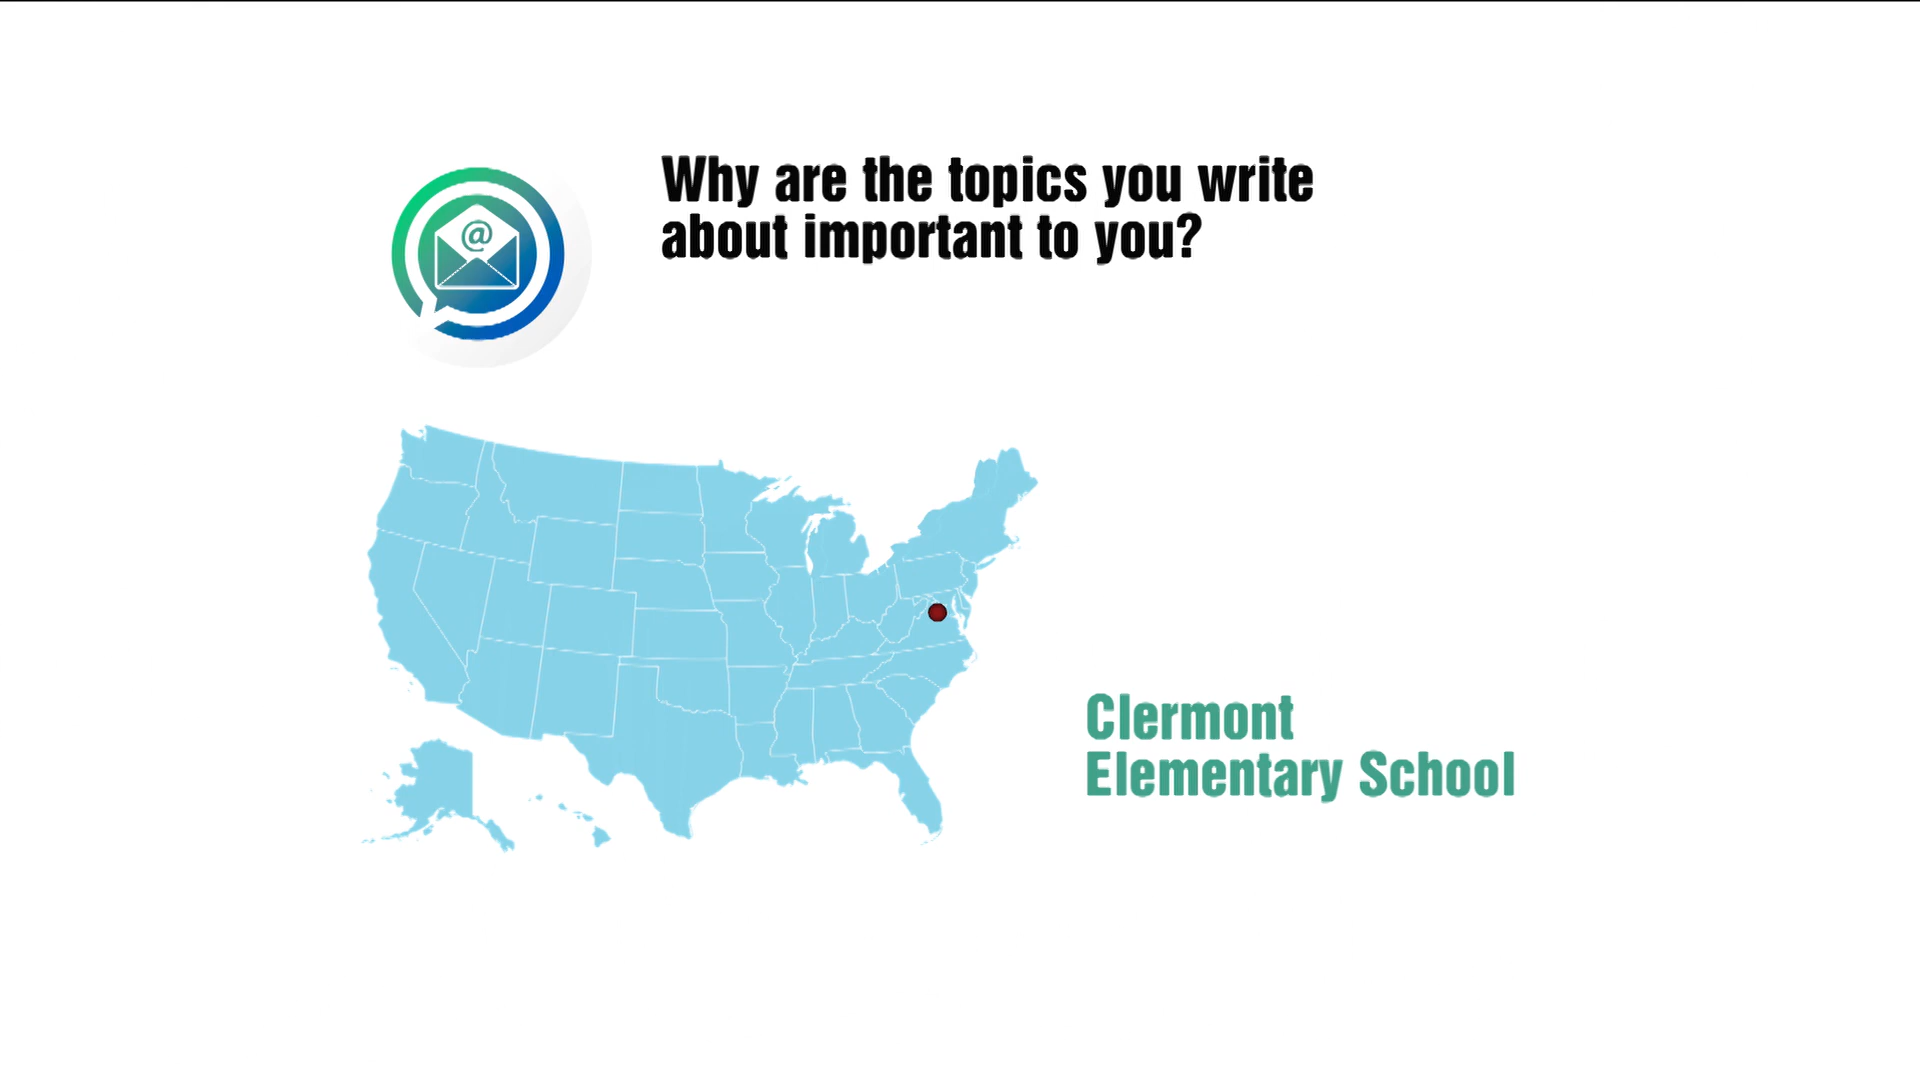 @
Why are the topics you write
about important to you?
Clermont
Elementary School